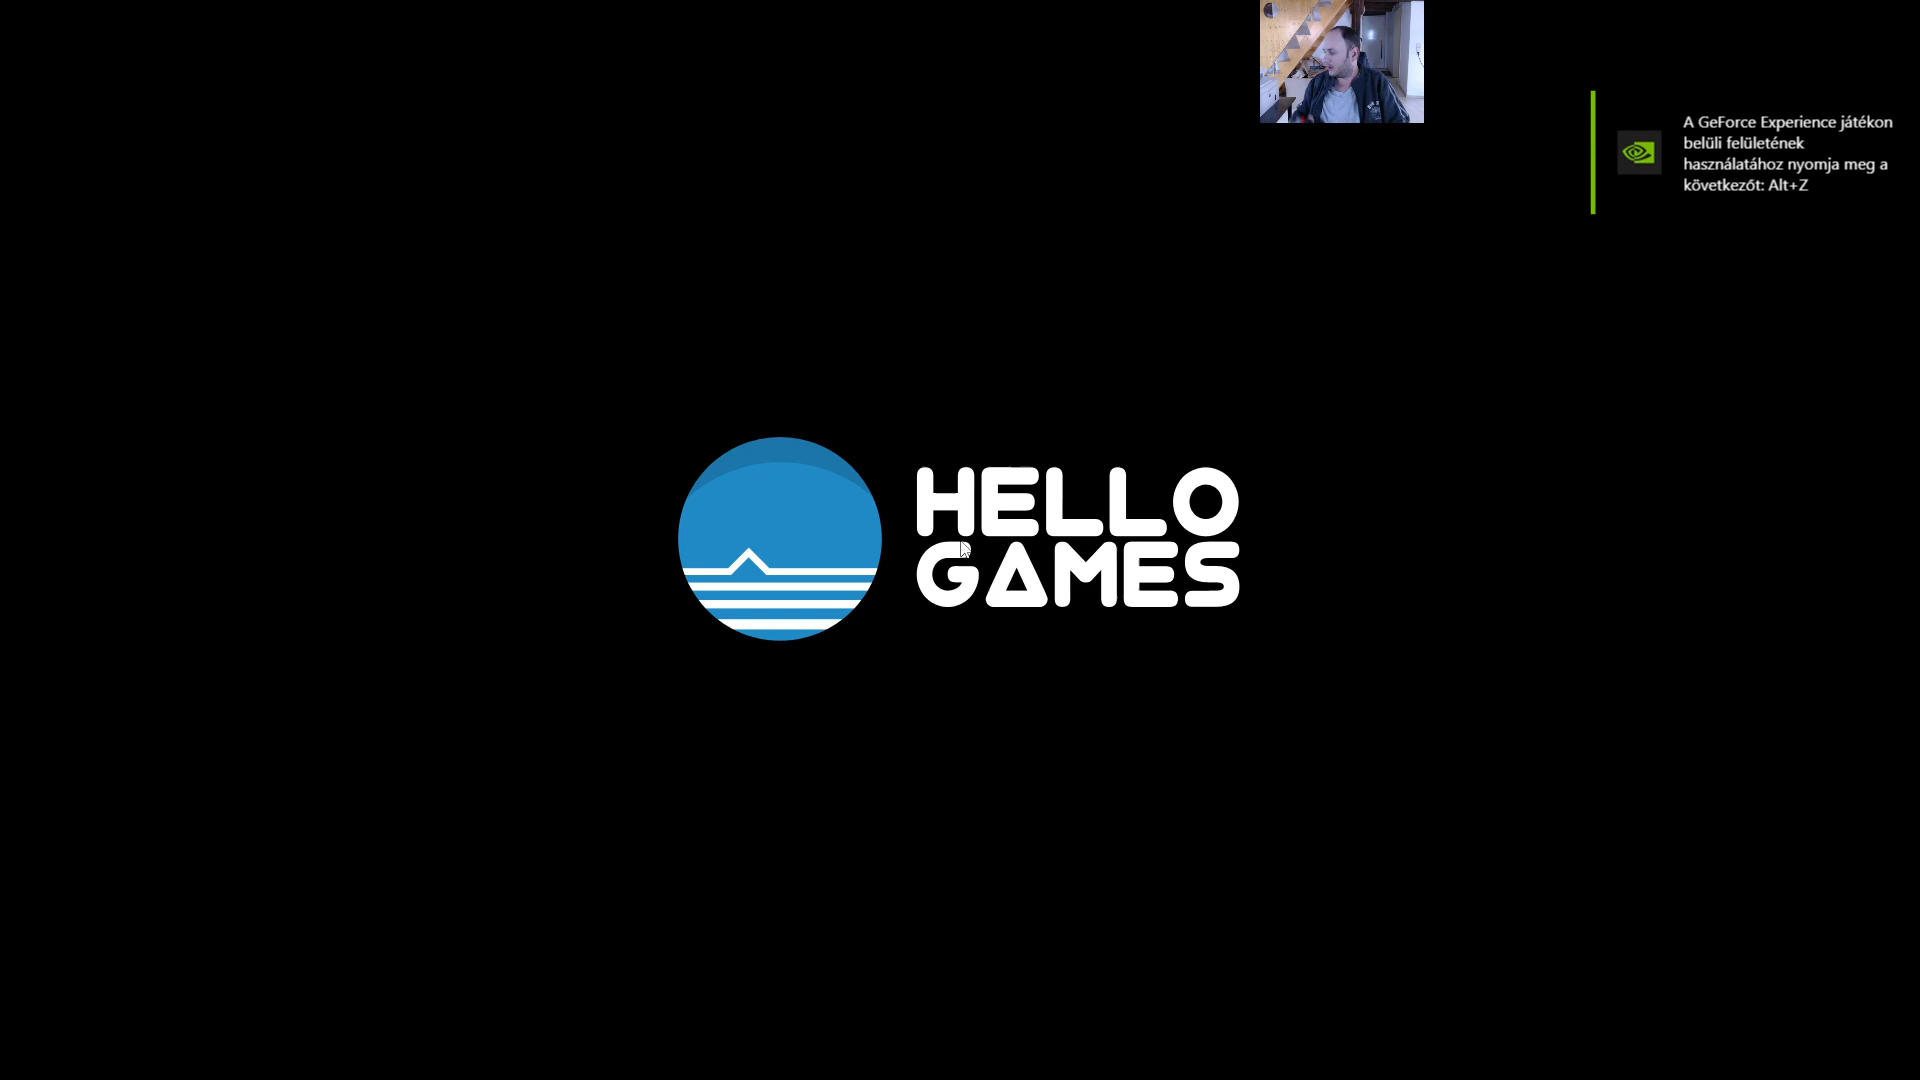 A GeForce Experience játékon
belüli felületének
használatához nyomja meg a
következőt: Alt+Z
HELLO
GAMES